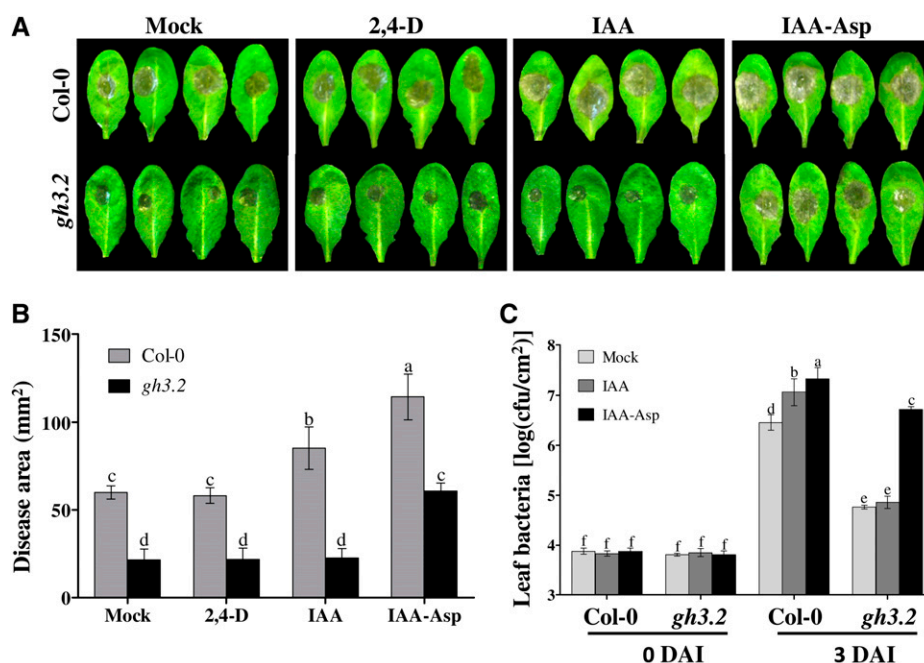 A
Mock 2,4-D IAA IAA-Asp
Col-0
gh3.2
B
Disease area (mm²)
150
100
50
0
Col-0
gh3.2
c
d
c
d
b
d
a
c
Mock 2,4-D IAA IAA-Asp
C
Leaf bacteria [log(cfu/cm²)]
8
7
6
5
4
3
Mock
IAA
IAA-Asp
f f f f f f
d b a
e e c
Col-0 gh3.2 Col-0 gh3.2
0 DAI 3 DAI